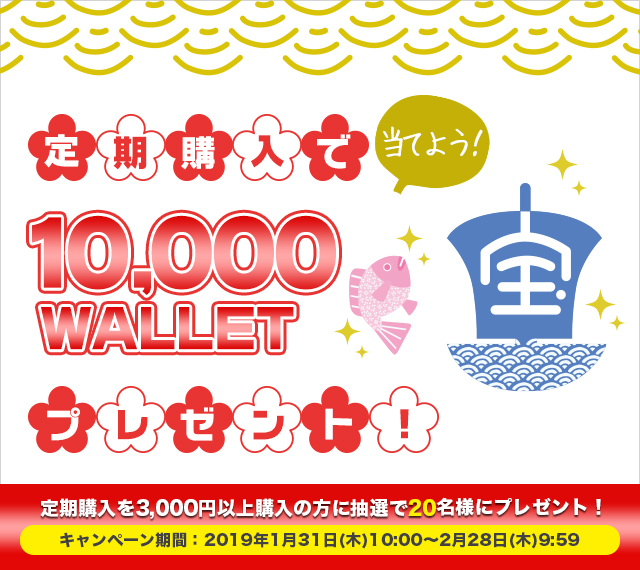 定期購入で
当てよう!
10,000
WALLET
宝
プレゼント!
定期購入を3,000円以上購入の方に抽選で20名様にプレゼント!
キャンペーン期間：2019年1月31日(木)10:00～2月28日(木)9:59